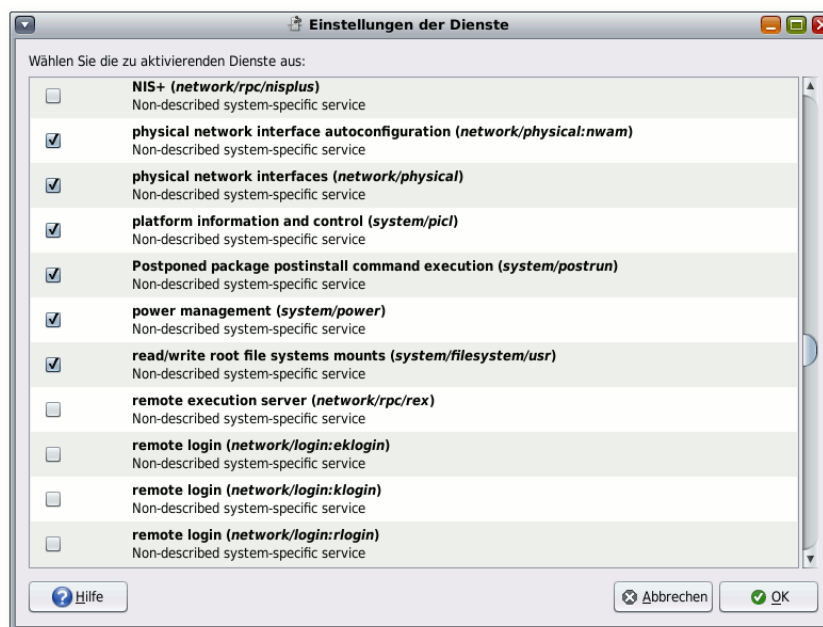 Einstellungen der Dienste
Wählen Sie die zu aktivierenden Dienste aus:
NIS+ (network/rpc/nisplus)
Non-described system-specific service
physical network interface autoconfiguration (network/physical:nwam)
Non-described system-specific service
physical network interfaces (network/physical)
Non-described system-specific service
platform information and control (system/picl)
Non-described system-specific service
Postponed package postinstall command execution (system/postrun)
Non-described system-specific service
power management (system/power)
Non-described system-specific service
read/write root file systems mounts (system/filesystem/usr)
Non-described system-specific service
remote execution server (network/rpc/rex)
Non-described system-specific service
remote login (network/login:eklogin)
Non-described system-specific service
remote login (network/login:klogin)
Non-described system-specific service
remote login (network/login:rlogin)
Non-described system-specific service
Hilfe
Abbrechen
OK